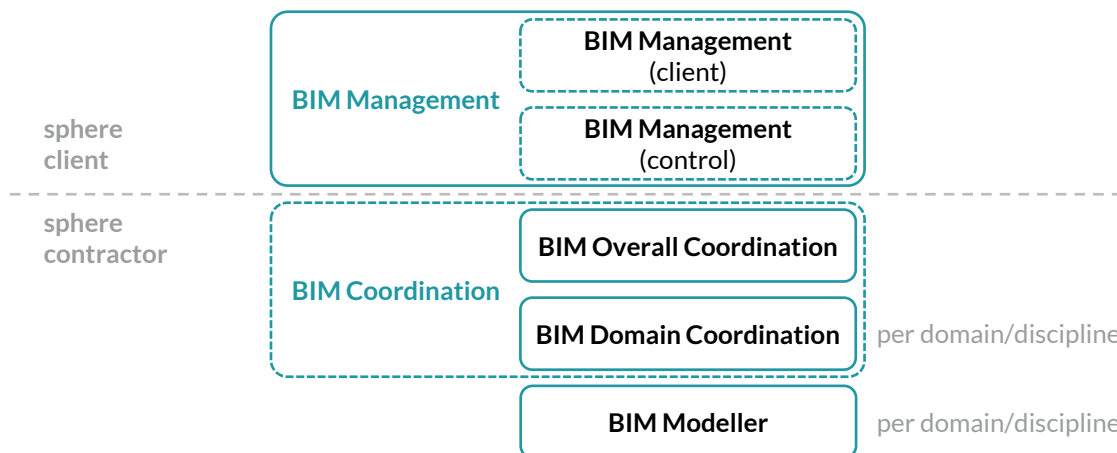 BIM Management
(client)
BIM Management
BIM Management
(control)
sphere
client
sphere
contractor
BIM Overall Coordination
BIM Coordination
BIM Domain Coordination
per domain/discipline
BIM Modeller
per domain/discipline